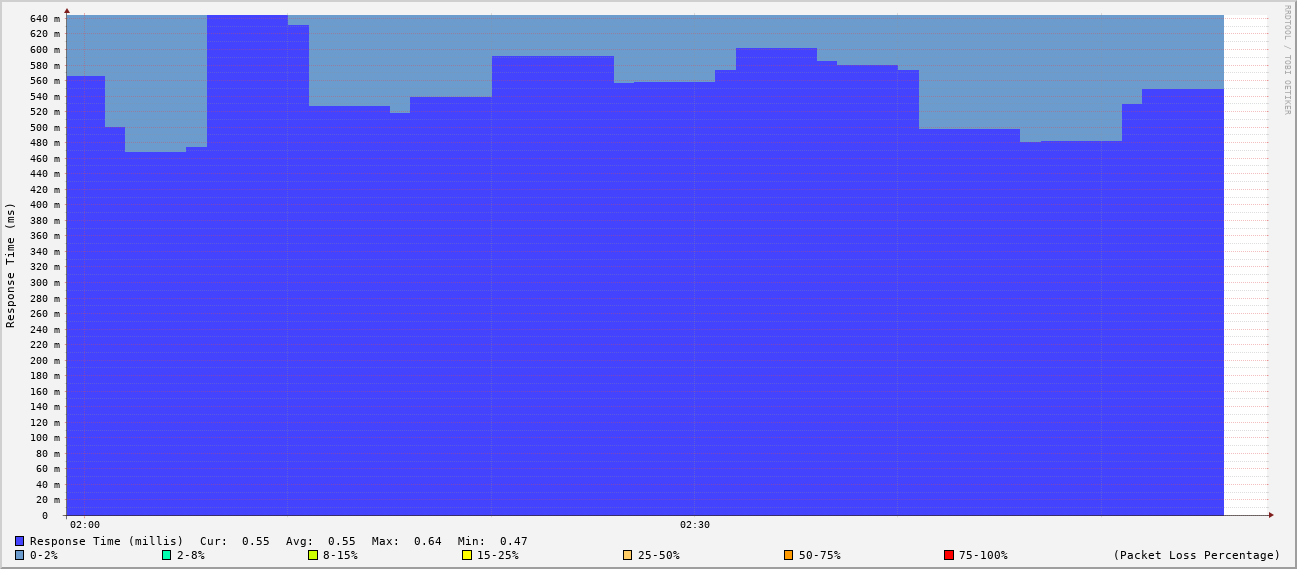 640 m
620 m
600 m
580 m
560 m
540 m
520 m
500 m
480 m
460 m
440 m
420 m
400 m
380 m
360 m
340 m
320 m
300 m
280 m
260 m
240 m
220 m
200 m
180 m
160 m
140 m
120 m
100 m
80 m
60 m
40 m
20 m
0
Response Time (ms)
RRDTOOL / TOBI OETIKER
02:00 02:30
Response Time (millis) Cur: 0.55 Avg: 0.55 Max: 0.64 Min: 0.47
0-2% 2-8% 8-15% 15-25% 25-50% 50-75% 75-100% (Packet Loss Percentage)